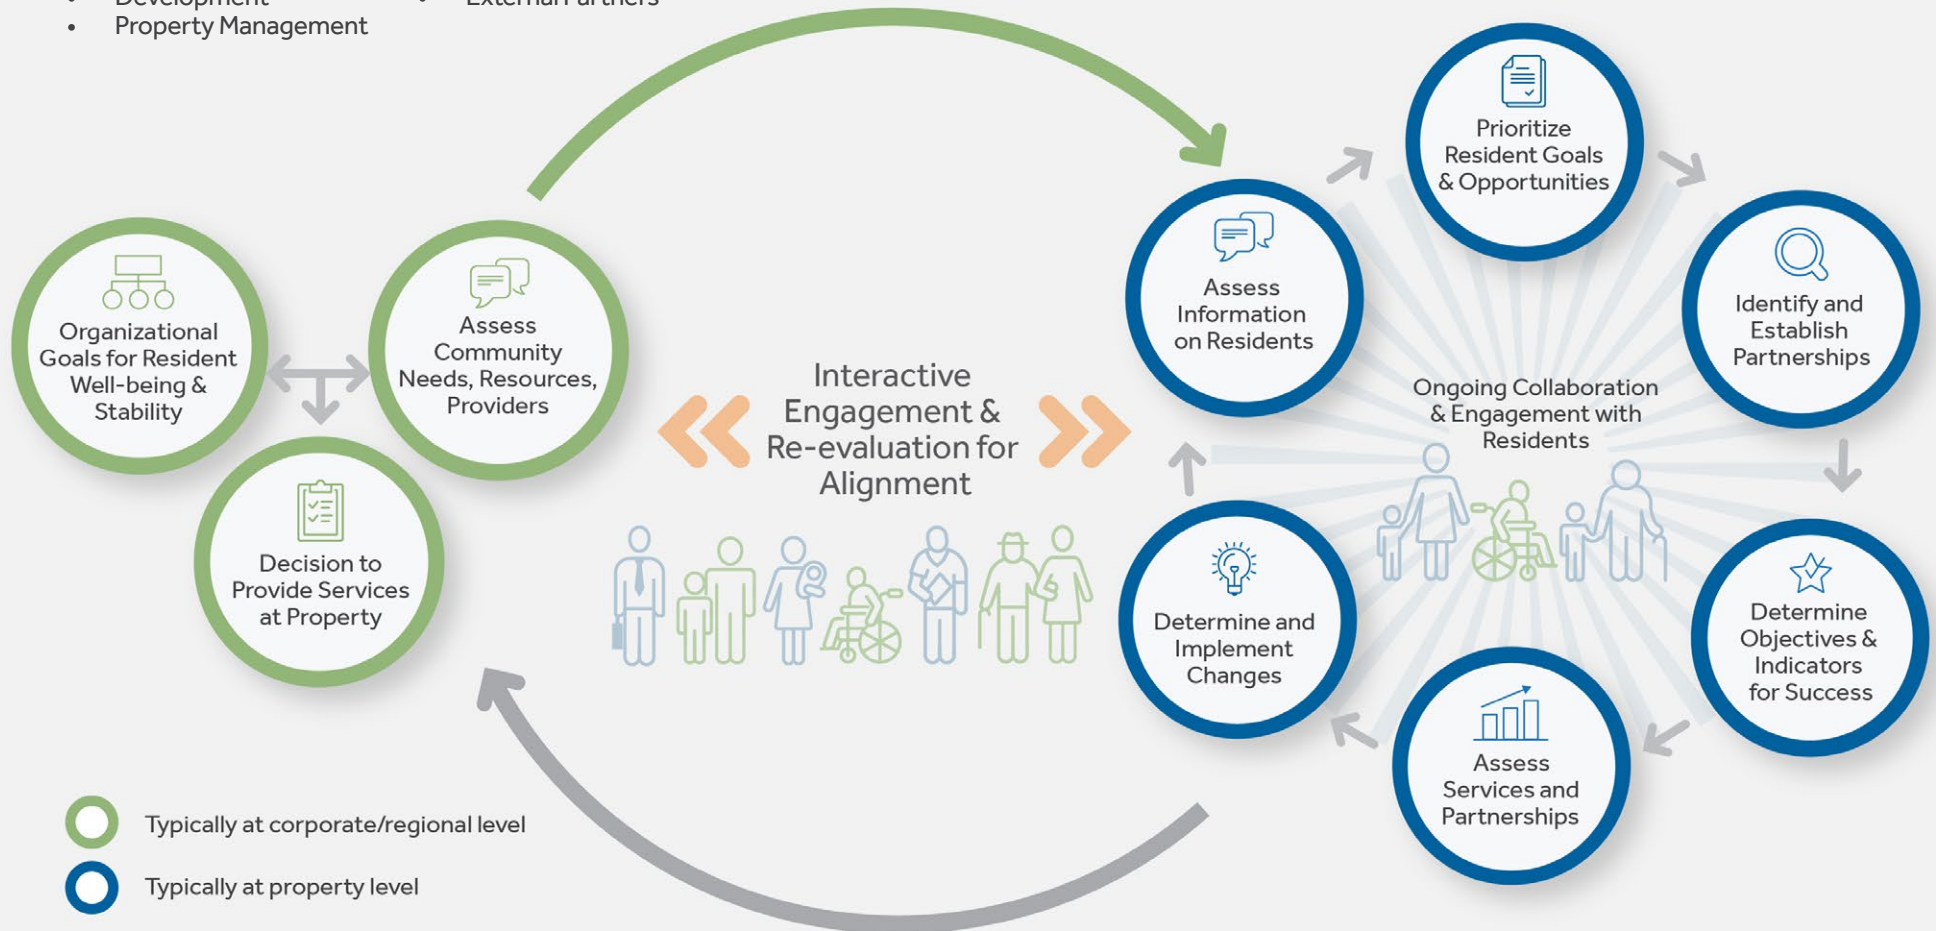 Development
External Partners
Property Management
Organizational
Goals for Resident
Well-being &
Stability
Assess
Community
Needs, Resources,
Providers
Decision to
Provide Services
at Property
Interactive
Engagement &
Re-evaluation for
Alignment
Assess
Information
on Residents
Prioritize
Resident Goals
& Opportunities
Identify and
Establish
Partnerships
Determine
Objectives &
Indicators
for Success
Assess
Services and
Partnerships
Determine and
Implement
Changes
Ongoing Collaboration
& Engagement with
Residents
Typically at corporate/regional level
Typically at property level